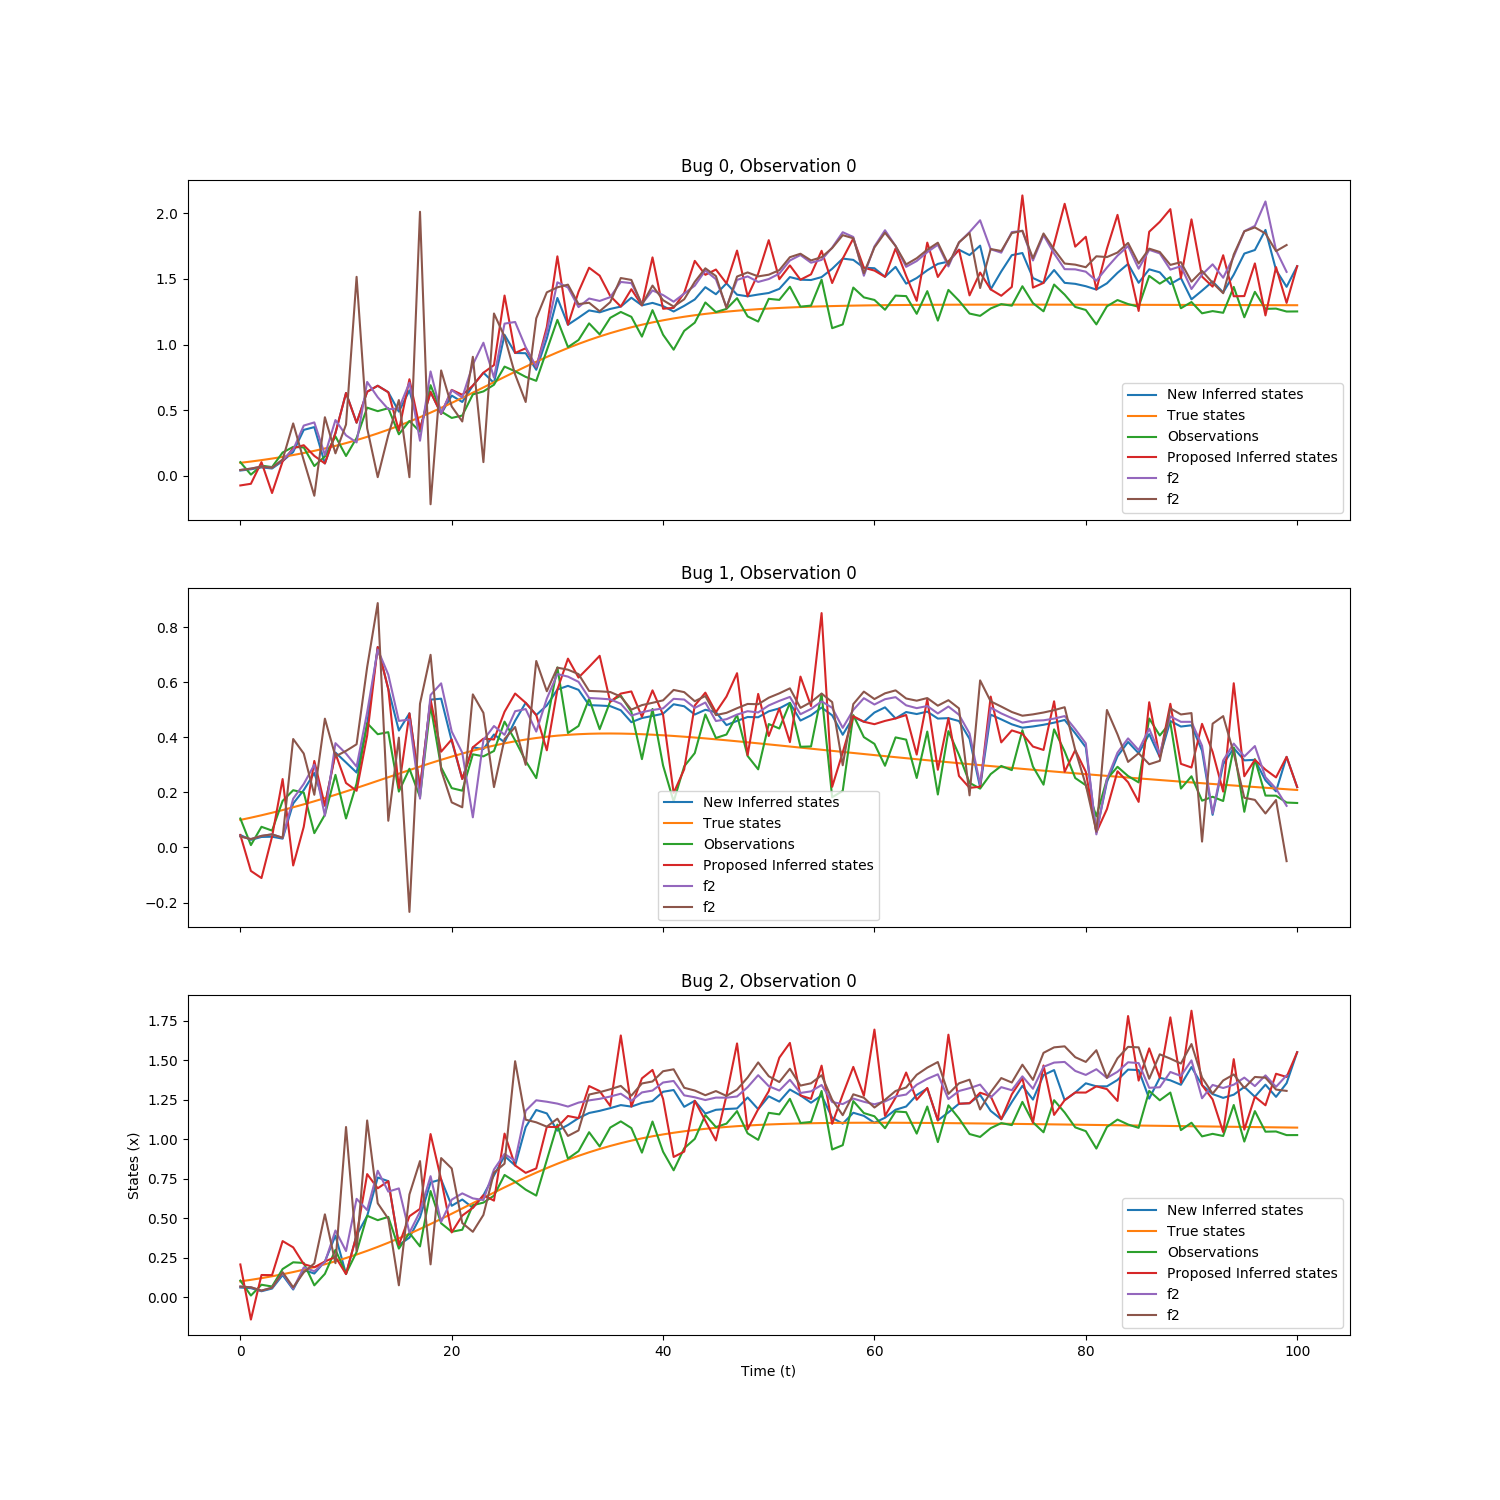 Bug 0, Observation 0
2.0
1.5
1.0
0.5
0.0
New Inferred states
True states
Observations
Proposed Inferred states
f2
f2
Bug 1, Observation 0
0.8
0.6
0.4
0.2
0.0
−0.2
New Inferred states
True states
Observations
Proposed Inferred states
f2
f2
Bug 2, Observation 0
1.75
1.50
1.25
1.00
0.75
0.50
0.25
0.00
States (x)
New Inferred states
True states
Observations
Proposed Inferred states
f2
f2
0 20 40 60 80 100
Time (t)